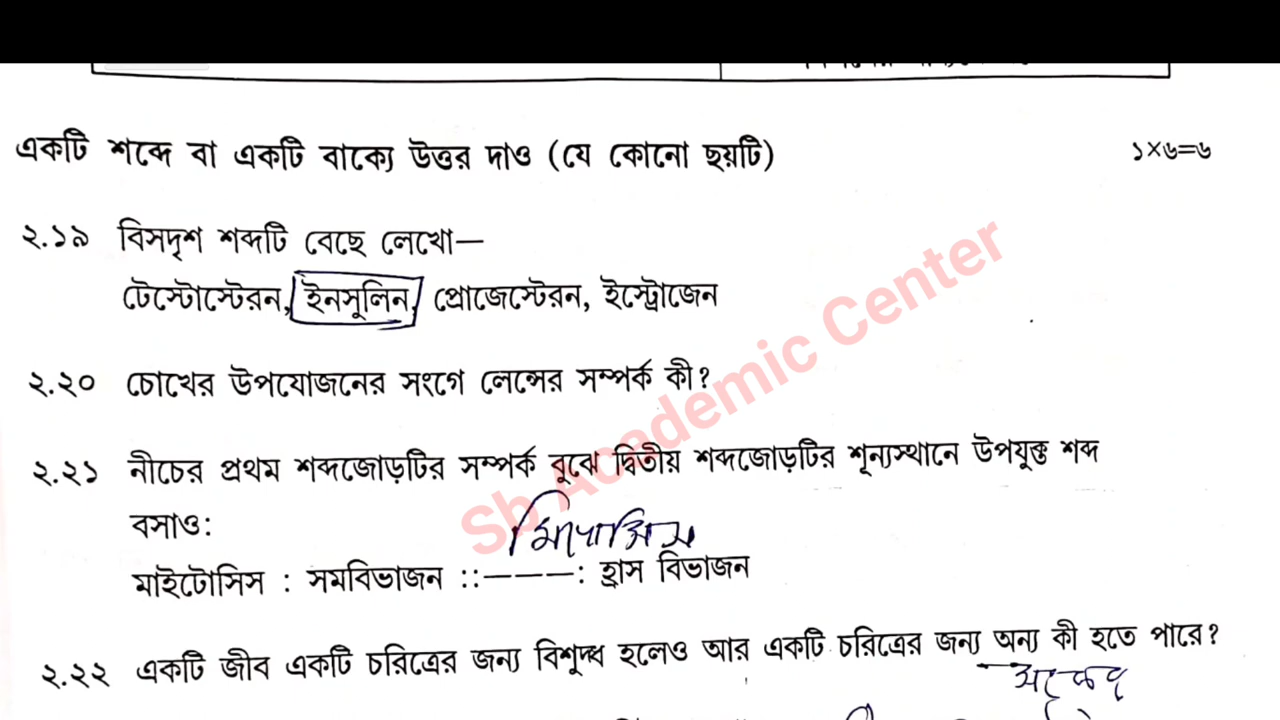 একটি শব্দে বা একটি বাক্যে উত্তর দাও (যে কোনো ছয়টি) ১×৬=৬
২.১৯ বিসদৃশ শব্দটি বেছে লেখো—
টেস্টোস্টেরন, ইনসুলিন, প্রোজেস্টেরন, ইস্ট্রোজেন
২.২০ চোখের উপযোজনের সংগে লেন্সের সম্পর্ক কী?
২.২১ নীচের প্রথম শব্দজোড়টির সম্পর্ক বুঝে দ্বিতীয় শব্দজোড়টির শূন্যস্থানে উপযুক্ত শব্দ
বসাও:
মিয়োসিস
মাইটোসিস : সমবিভাজন ::———: হ্রাস বিভাজন
২.২২ একটি জীব একটি চরিত্রের জন্য বিশুদ্ধ হলেও আর একটি চরিত্রের জন্য অন্য কী হতে পারে?
Sb Academic Center